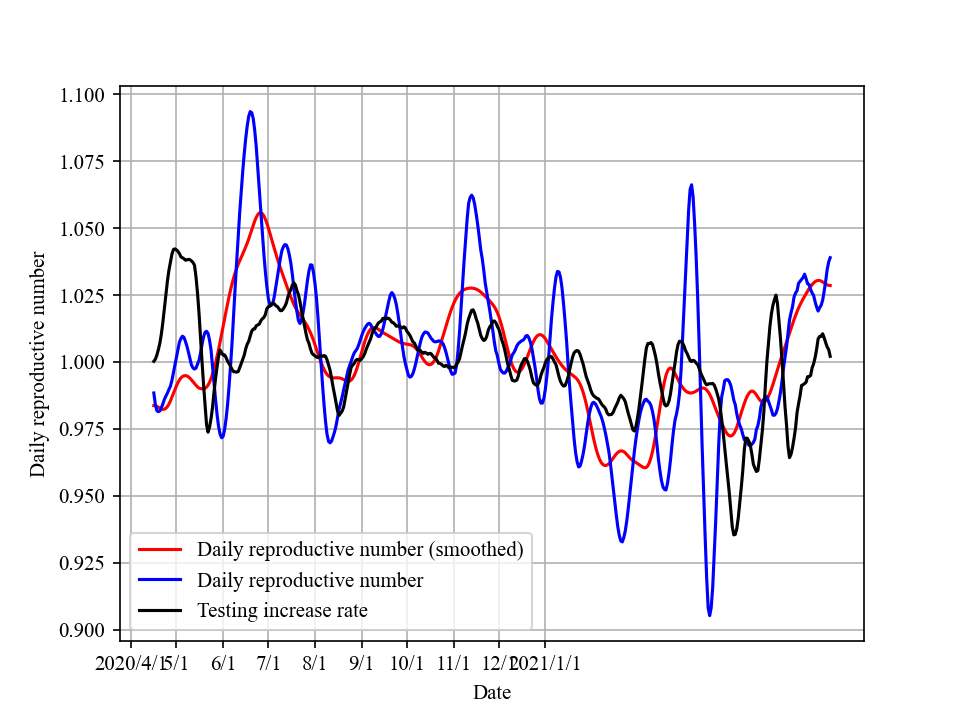 1.100
1.075
1.050
1.025
1.000
0.975
0.950
0.925
0.900
Daily reproductive number
Daily reproductive number (smoothed)
Daily reproductive number
Testing increase rate
2020/4/1 5/1 6/1 7/1 8/1 9/1 10/1 11/1 12/1 2021/1/1
Date